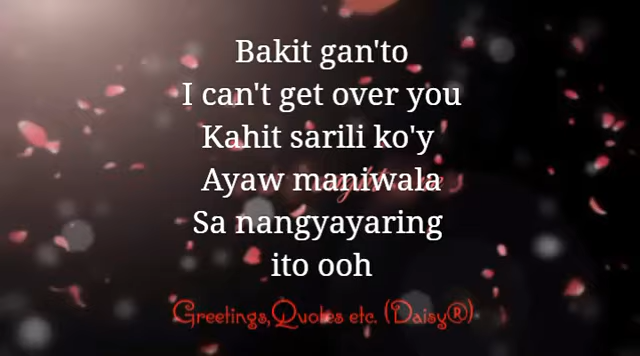 Bakit gan'to
I can't get over you
Kahit sarili ko'y
Ayaw maniwala
Sa nangyayaring
ito ooh
Greetings,Quotes etc. (Daisy®)